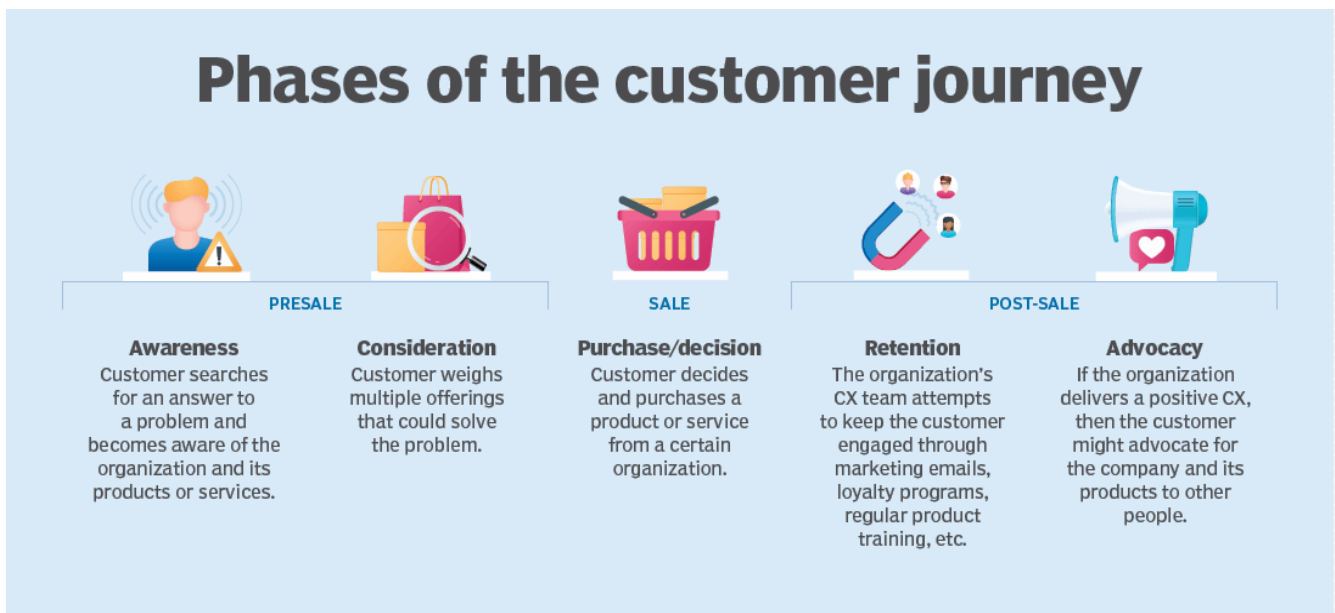 Phases of the customer journey
PRESALE
SALE
POST-SALE
Awareness
Customer searches
for an answer to
a problem and
becomes aware of the
organization and its
products or services.
Consideration
Customer weighs
multiple offerings
that could solve
the problem.
Purchase/decision
Customer decides
and purchases a
product or service
from a certain
organization.
Retention
The organization's
CX team attempts
to keep the customer
engaged through
marketing emails,
loyalty programs,
regular product
training, etc.
Advocacy
If the organization
delivers a positive CX,
then the customer
might advocate for
the company and its
products to other
people.